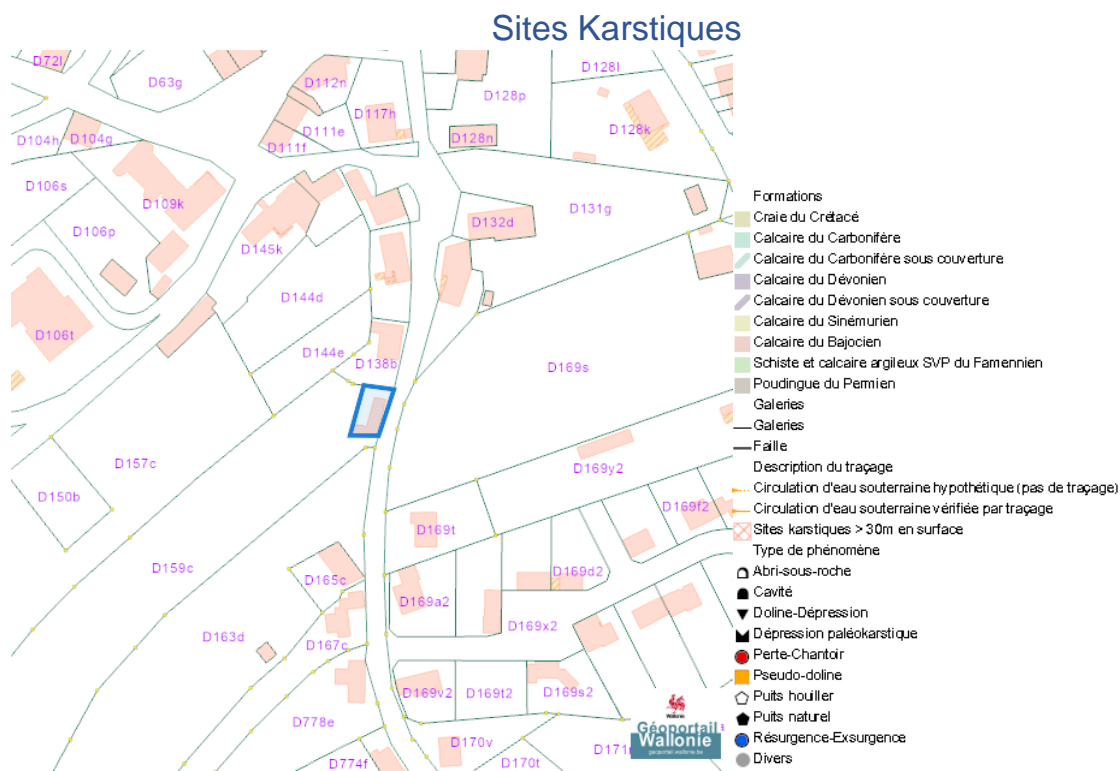 Sites Karstiques
D72l
D63g
D112n
D117h
D128p
D128l
D128k
D128n
D111e
D111f
D104h
D104g
D106s
D109k
D106p
D145k
D132d
D131g
D144d
D106t
D144e
D138b
D169s
D157c
D150b
D169y2
D169f2
D169t
D159c
D165c
D169a2
D169d2
D169x2
D163d
D167c
D169v2
D169t2
D169s2
D778e
D170v
D170t
D774f
Wallonie
Géoportail
Wallonie
geoportail.wallonie.be
Formations
Craie du Crétacé
Calcaire du Carbonifère
Calcaire du Carbonifère sous couverture
Calcaire du Dévonien
Calcaire du Dévonien sous couverture
Calcaire du Sinémurien
Calcaire du Bajocien
Schiste et calcaire argileux SVP du Famennien
Poudingue du Permien
Galeries
Galeries
Faille
Description du traçage
Circulation d'eau souterraine hypothétique (pas de traçage)
Circulation d'eau souterraine vérifiée par traçage
Sites karstiques > 30m en surface
Type de phénomène
Abri-sous-roche
Cavité
Doline-Dépression
Dépression paléokarstique
Perte-Chantoir
Pseudo-doline
Puits houiller
Puits naturel
Résurgence-Exsurgence
Divers